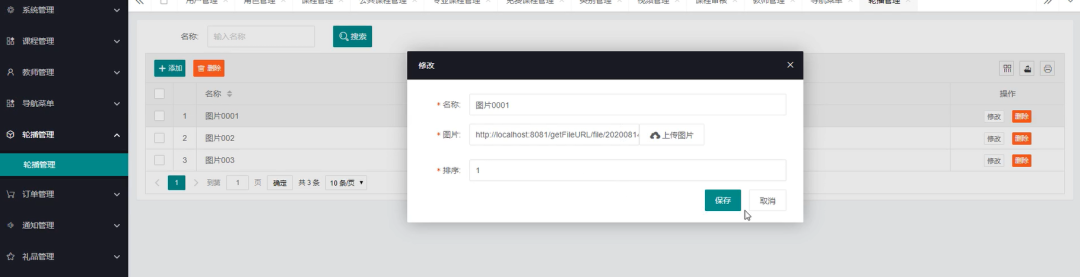 系统管理
课程管理
教师管理
导航菜单
轮播管理
轮播管理
订单管理
通知管理
礼品管理
用户管理 角色管理 课程管理 公共课程管理 专业课程管理 免费课程管理 类别管理 视频管理 课程审核 教师管理 导航菜单 轮播管理
名称: 输入名称 搜索
添加 删除
名称 操作
1 图片0001 修改 删除
2 图片002 修改 删除
3 图片003 修改 删除
1 到第 1 页 确定 共 3 条 10 条/页
修改
* 名称: 图片0001
* 图片: http://localhost:8081/getFileURL/file/2020081 上传图片
* 排序: 1
保存 取消